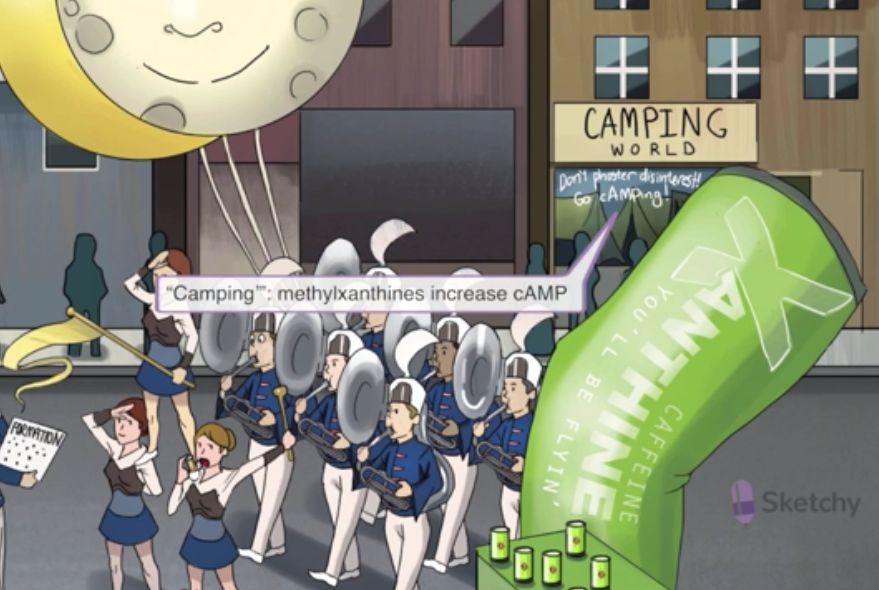 CAMPING
WORLD
Don't phoster disinterest!
Go cAMPing!
"Camping'": methylxanthines increase cAMP
XANTHINE
YOU'LL BE FLYIN'
CAFFEINE
FORMATION
Sketchy